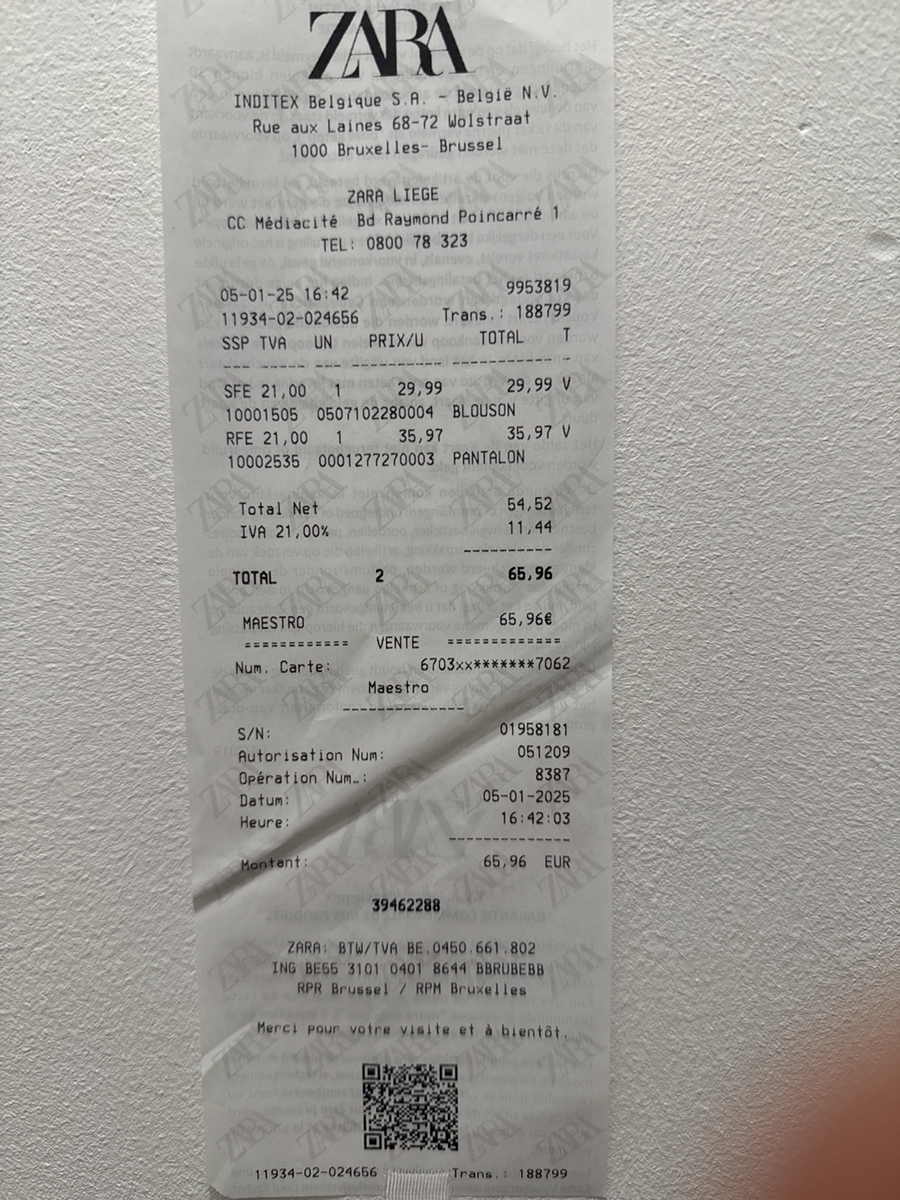 ZARA
INDITEX Belgique S.A. - België N.V.
Rue aux Laines 68-72 Wolstraat
1000 Bruxelles- Brussel
ZARA LIEGE
CC Médiacité Bd Raymond Poincarré 1
TEL: 0800 78 323
05-01-25 16:42 9953819
11934-02-024656 Trans.: 188799
SSP TVA UN PRIX/U TOTAL T
--- ----- --- ---------- ------------ -
SFE 21,00 1 29,99 29,99 V
10001505 0507102280004 BLOUSON
RFE 21,00 1 35,97 35,97 V
10002535 0001277270003 PANTALON
Total Net 54,52
IVA 21,00% 11,44
----------
TOTAL 2 65,96
MAESTRO 65,96€
============ VENTE =============
Num. Carte: 6703xx*******7062
Maestro
-------------
S/N: 01958181
Autorisation Num: 051209
Opération Num…: 8387
Datum: 05-01-2025
Heure: 16:42:03
-------------
Montant: 65,96 EUR
39462288
ZARA: BTW/TVA BE.0450.661.802
ING BE55 3101 0401 8644 BBRUBEBB
RPR Brussel / RPM Bruxelles
Merci pour votre visite et à bientôt.
11934-02-024656 Trans.: 188799